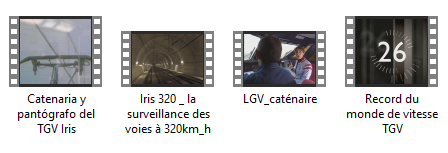 26
Catenaria y
pantógrafo del
TGV Iris
Iris 320 _ la
surveillance des
voies à 320km_h
LGV_caténaire
Record du
monde de vitesse
TGV